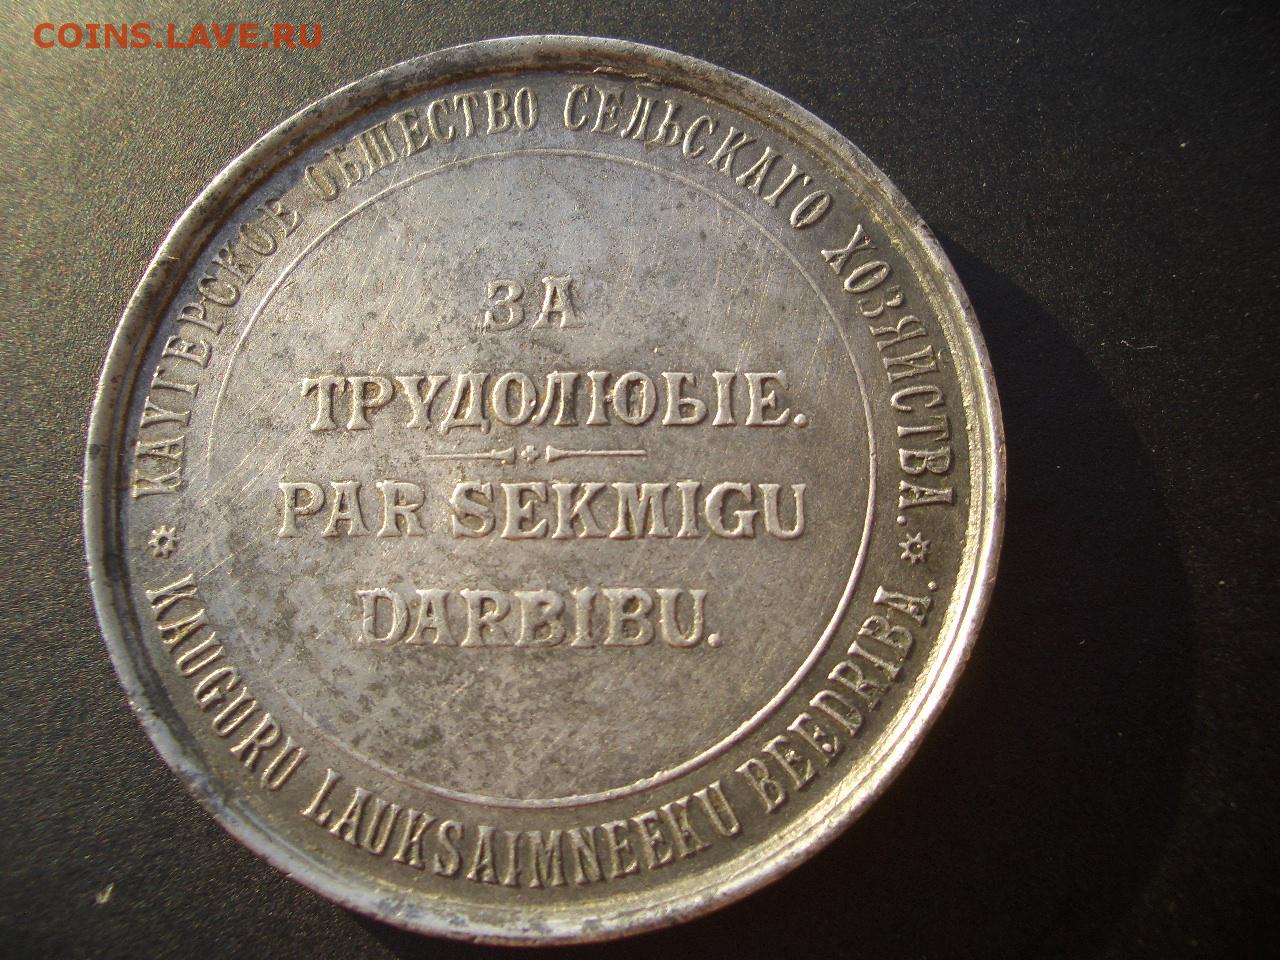 COINS.LAVE.RU
КАУГЕРСКОЕ ОБЩЕСТВО СЕЛЬСКАГО ХОЗЯЙСТВА.
ЗА
ТРУДОЛЮБІЕ.
PAR SEKMIGU
DARBIBU.
KAUGURU LAUKSAIMNEEKU BEEDRIBA.